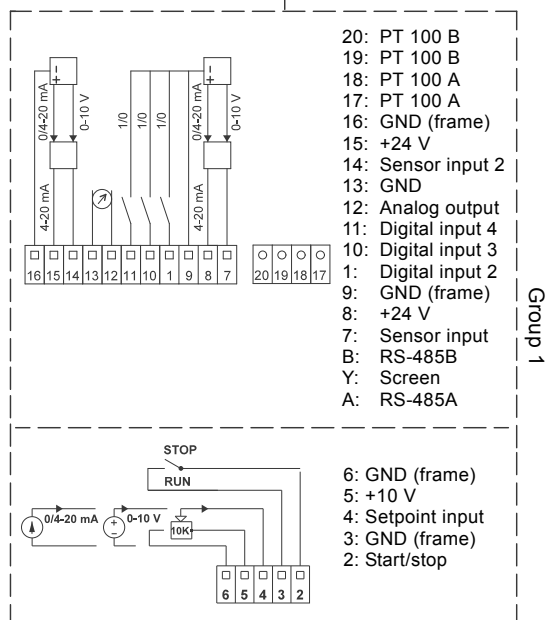 0/4-20 mA
0-10 V
1/0
1/0
1/0
0/4-20 mA
0-10 V
4-20 mA
4-20 mA
- +
- +
16 15 14 13 12 11 10 1 9 8 7
20 19 18 17
20: PT 100 B
19: PT 100 B
18: PT 100 A
17: PT 100 A
16: GND (frame)
15: +24 V
14: Sensor input 2
13: GND
12: Analog output
11: Digital input 4
10: Digital input 3
1: Digital input 2
9: GND (frame)
8: +24 V
7: Sensor input
B: RS-485B
Y: Screen
A: RS-485A
Group 1
STOP
RUN
0/4-20 mA
+ -
0-10 V
10K
6 5 4 3 2
6: GND (frame)
5: +10 V
4: Setpoint input
3: GND (frame)
2: Start/stop